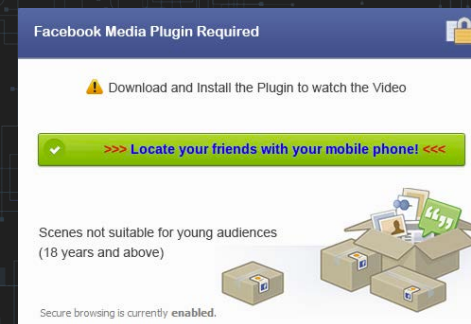 Facebook Media Plugin Required
Download and Install the Plugin to watch the Video
>>> Locate your friends with your mobile phone! <<<
Scenes not suitable for young audiences
(18 years and above)
Secure browsing is currently enabled.